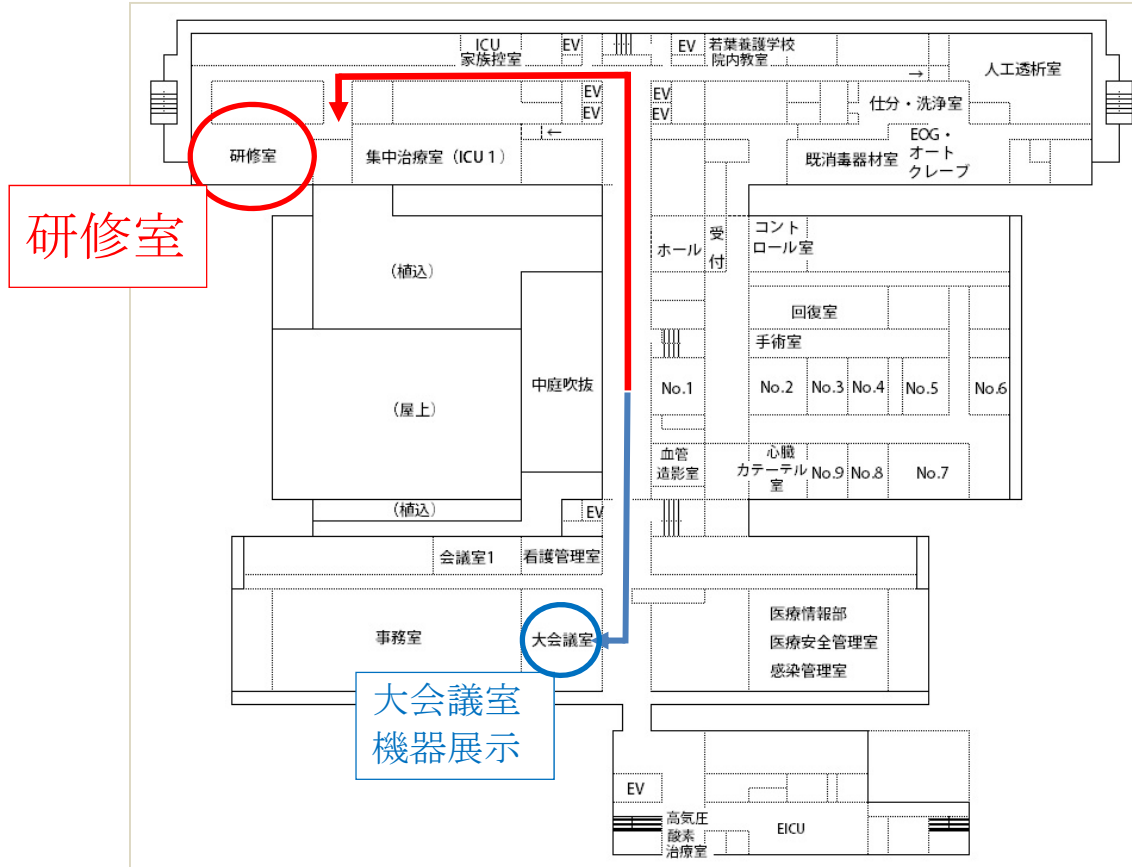 ICU
家族控室
EV
EV
若葉養護学校
院内教室
→
人工透析室
EV
EV
EV
EV
仕分・洗浄室
←
研修室
集中治療室（ICU 1）
既消毒器材室
EOG・
オート
クレーブ
研修室
ホール
受付
コント
ロール室
（植込）
回復室
手術室
中庭吹抜
（屋上）
No.1
No.2
No.3
No.4
No.5
No.6
血管
造影室
心臓
カテーテル
室
No.9
No.8
No.7
（植込）
EV
会議室1
看護管理室
事務室
大会議室
医療情報部
医療安全管理室
感染管理室
大会議室
機器展示
EV
高気圧
酸素
治療室
EICU